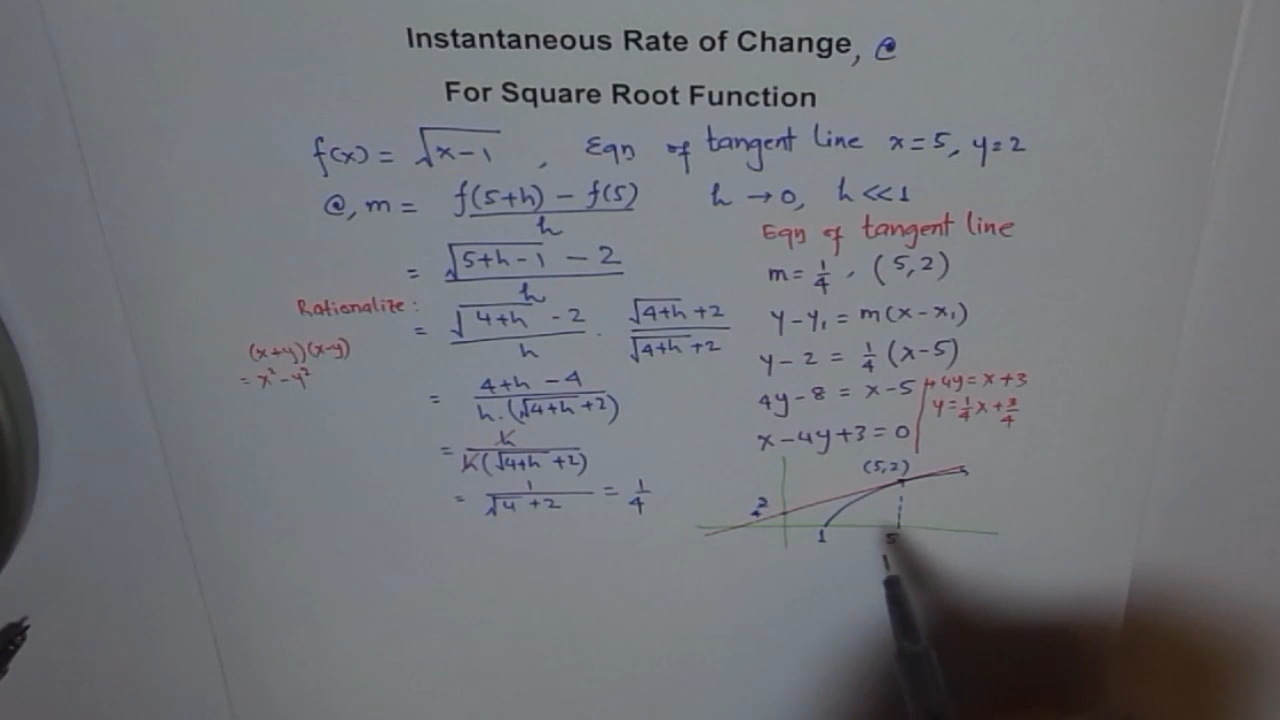 Instantaneous Rate of Change, @
For Square Root Function
f(x) = √(x-1) , Eqn of tangent line x=5, y=2
@, m = (f(5+h) - f(5))/h h → 0, h << 1
= (√(5+h-1) - 2)/h
Rationalize :
= (√(4+h) - 2)/h · (√(4+h) + 2)/(√(4+h) + 2)
(x+y)(x-y)
= x² - y²
= (4+h - 4)/(h · (√(4+h) + 2))
= h/(h(√(4+h) + 2))
= 1/(√4 + 2) = 1/4
Eqn of tangent line
m = 1/4 , (5,2)
y - y₁ = m(x - x₁)
y - 2 = 1/4 (x-5)
4y - 8 = x - 5
4y = x + 3
y = 1/4 x + 3/4
x - 4y + 3 = 0
(5,2)
1 5